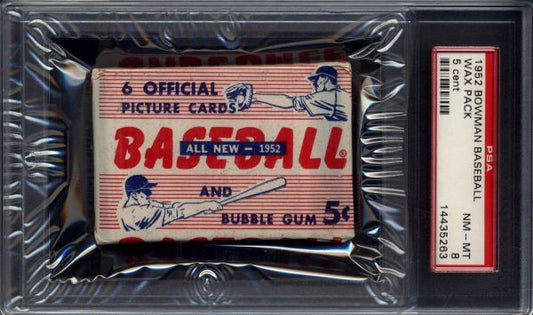 6 OFFICIAL
PICTURE CARDS
BASEBALL®
ALL NEW - 1952
AND
BUBBLE GUM 5¢
BASEBALL
PSA
1952 BOWMAN BASEBALL
WAX PACK
5 cent
NM - MT 8
14435263